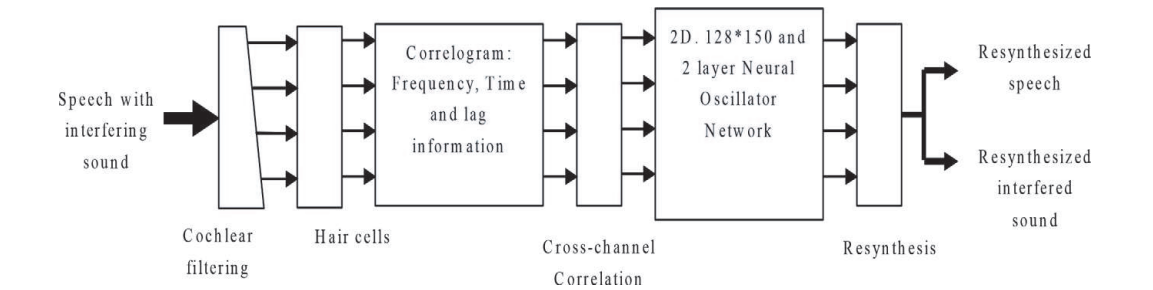 Speech with
interfering
sound
Cochlear
filtering
Hair cells
Correlogram:
Frequency, Time
and lag
information
Cross-channel
Correlation
2D. 128*150 and
2 layer Neural
Oscillator
Network
Resynthesis
Resynthesized
speech
Resynthesized
interfered
sound